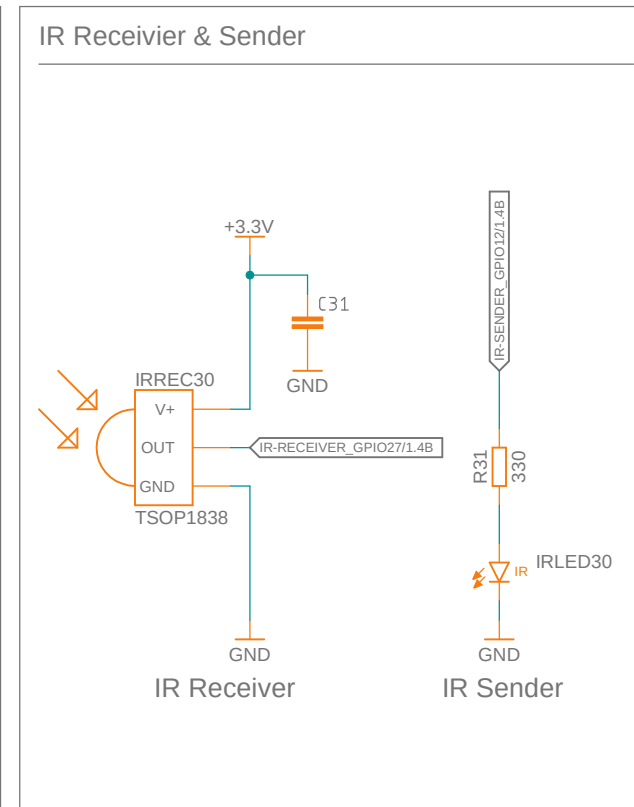 IR Receivier & Sender
+3.3V
C31
GND
IRREC30
V+
OUT
GND
TSOP1838
IR-RECEIVER_GPIO27/1.4B
GND
IR Receiver
IR-SENDER_GPIO12/1.4B
R31
330
IR
IRLED30
GND
IR Sender